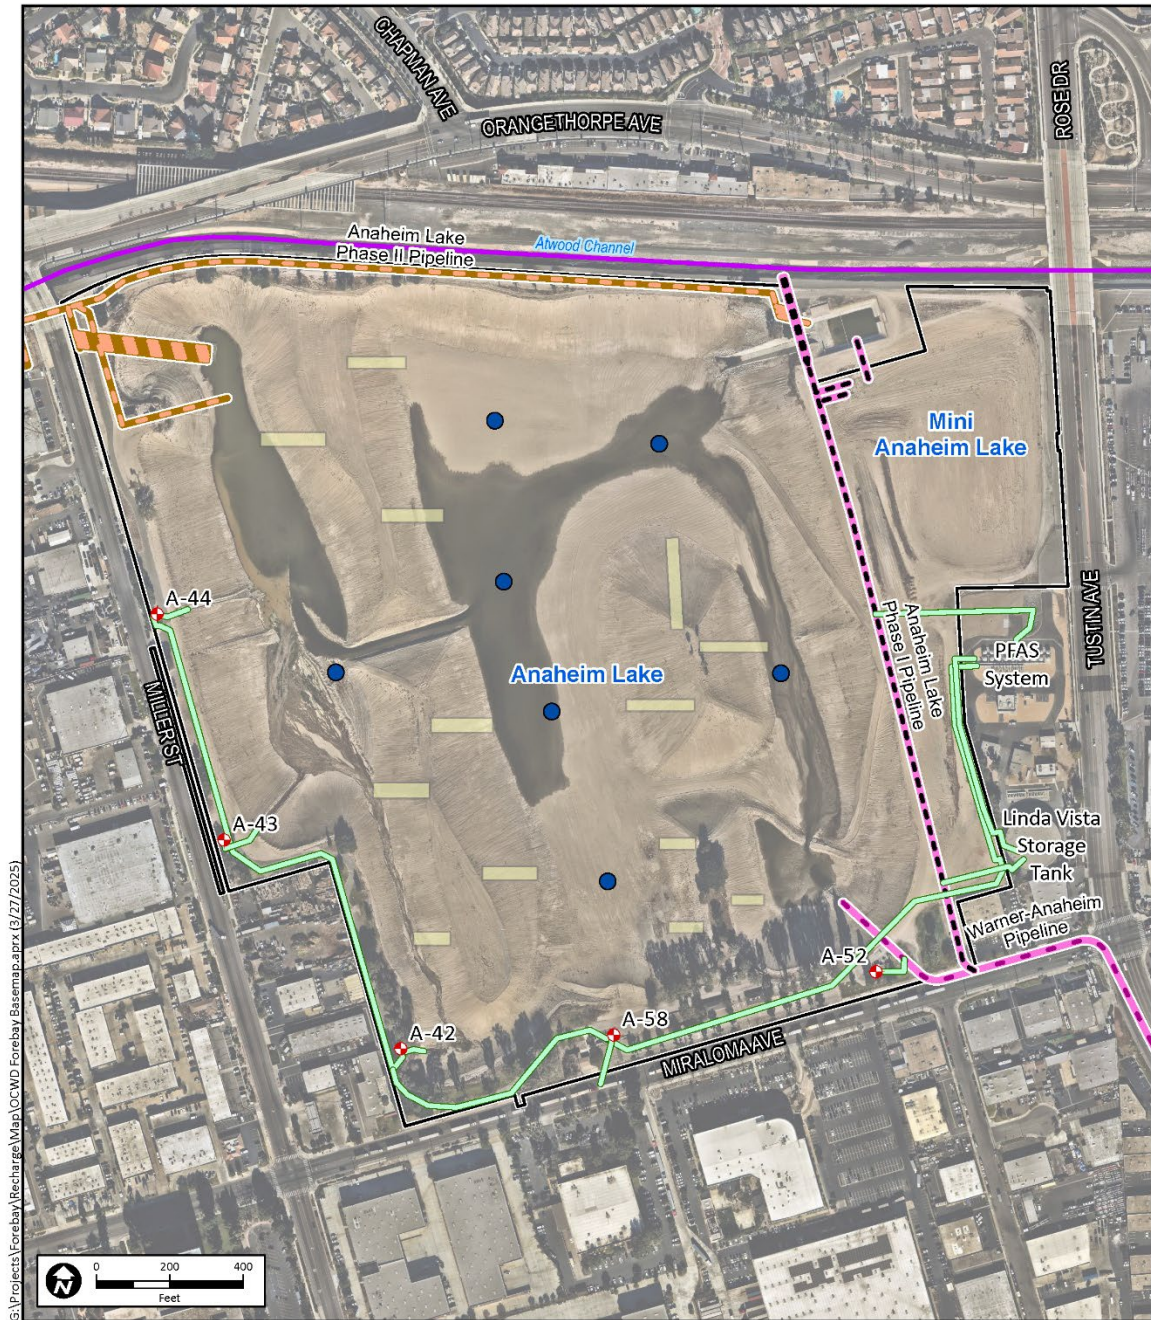 CHAPMAN AVE
ORANGETHORPE AVE
ROSE DR
Anaheim Lake
Phase II Pipeline
Atwood Channel
Mini
Anaheim Lake
A-44
MILLER ST
Anaheim Lake
Anaheim Lake
Phase I Pipeline
PFAS
System
TUSTIN AVE
A-43
Linda Vista
Storage
Tank
Warner-Anaheim
Pipeline
A-52
A-42
A-58
MIRALOMA AVE
G:\Projects\Forebay\Recharge\Map\OCWD Forebay Basemap.aprx (3/27/2025)
N
0 200 400
Feet